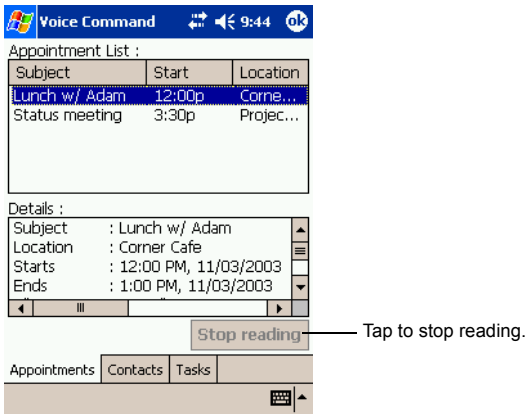 Voice Command 9:44 ok
Appointment List :
Subject Start Location
Lunch w/ Adam 12:00p Corne...
Status meeting 3:30p Projec...
Details :
Subject : Lunch w/ Adam
Location : Corner Cafe
Starts : 12:00 PM, 11/03/2003
Ends : 1:00 PM, 11/03/2003
Stop reading Tap to stop reading.
Appointments Contacts Tasks